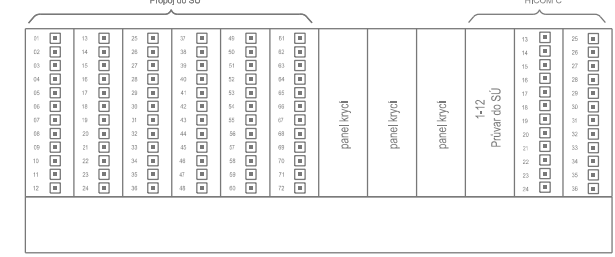 Propoj do SÚ
HICOM C
01 13 25 37 49 61 13 25
02 14 26 38 50 62 14 26
03 15 27 39 51 63 15 27
04 16 28 40 52 64 16 28
05 17 29 41 53 65 17 29
06 18 30 42 54 66 18 30
07 19 31 43 55 67 19 31
08 20 32 44 56 68 20 32
09 21 33 45 57 69 21 33
10 22 34 46 58 70 22 34
11 23 35 47 59 71 23 35
12 24 36 48 60 72 24 36
panel krycí
panel krycí
panel krycí
1-12
Průvar do SÚ